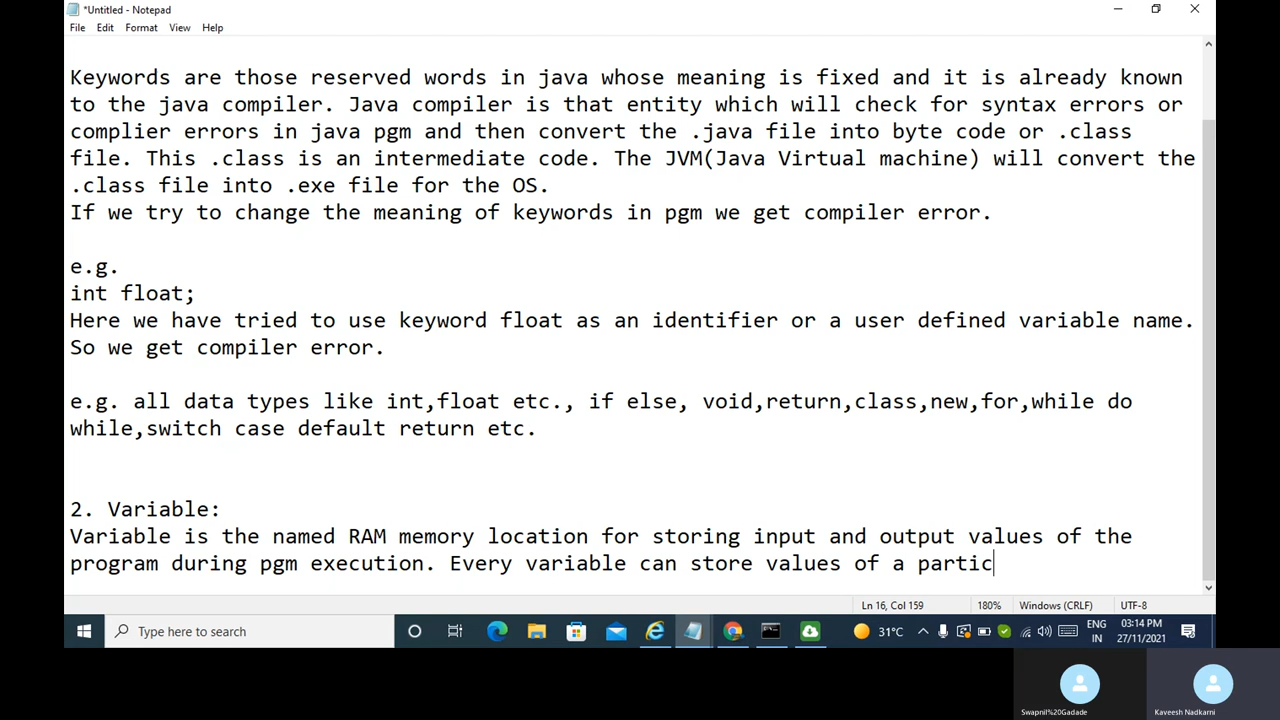 *Untitled - Notepad
File Edit Format View Help
Keywords are those reserved words in java whose meaning is fixed and it is already known
to the java compiler. Java compiler is that entity which will check for syntax errors or
complier errors in java pgm and then convert the .java file into byte code or .class
file. This .class is an intermediate code. The JVM(Java Virtual machine) will convert the
.class file into .exe file for the OS.
If we try to change the meaning of keywords in pgm we get compiler error.
e.g.
int float;
Here we have tried to use keyword float as an identifier or a user defined variable name.
So we get compiler error.
e.g. all data types like int,float etc., if else, void,return,class,new,for,while do
while,switch case default return etc.
2. Variable:
Variable is the named RAM memory location for storing input and output values of the
program during pgm execution. Every variable can store values of a partic
Ln 16, Col 159 180% Windows (CRLF) UTF-8
Type here to search 31°C ENG 03:14 PM
IN 27/11/2021
Swapnil%20Gadade Kaveesh Nadkarni